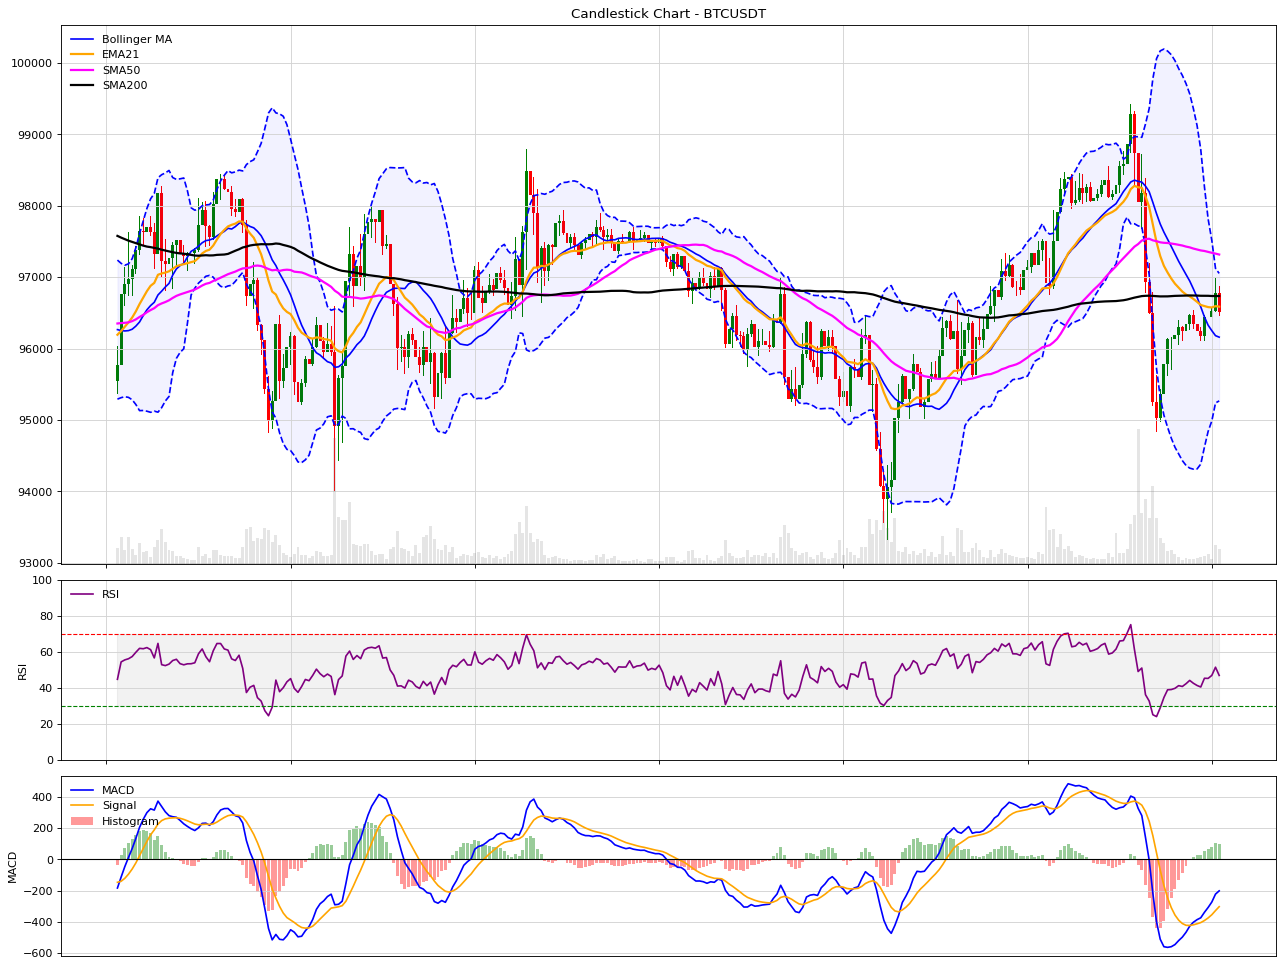 Candlestick Chart - BTCUSDT
Bollinger MA
EMA21
SMA50
SMA200
100000
99000
98000
97000
96000
95000
94000
93000
RSI
100
80
60
40
20
0
RSI
MACD
Signal
Histogram
400
200
0
−200
−400
−600
MACD